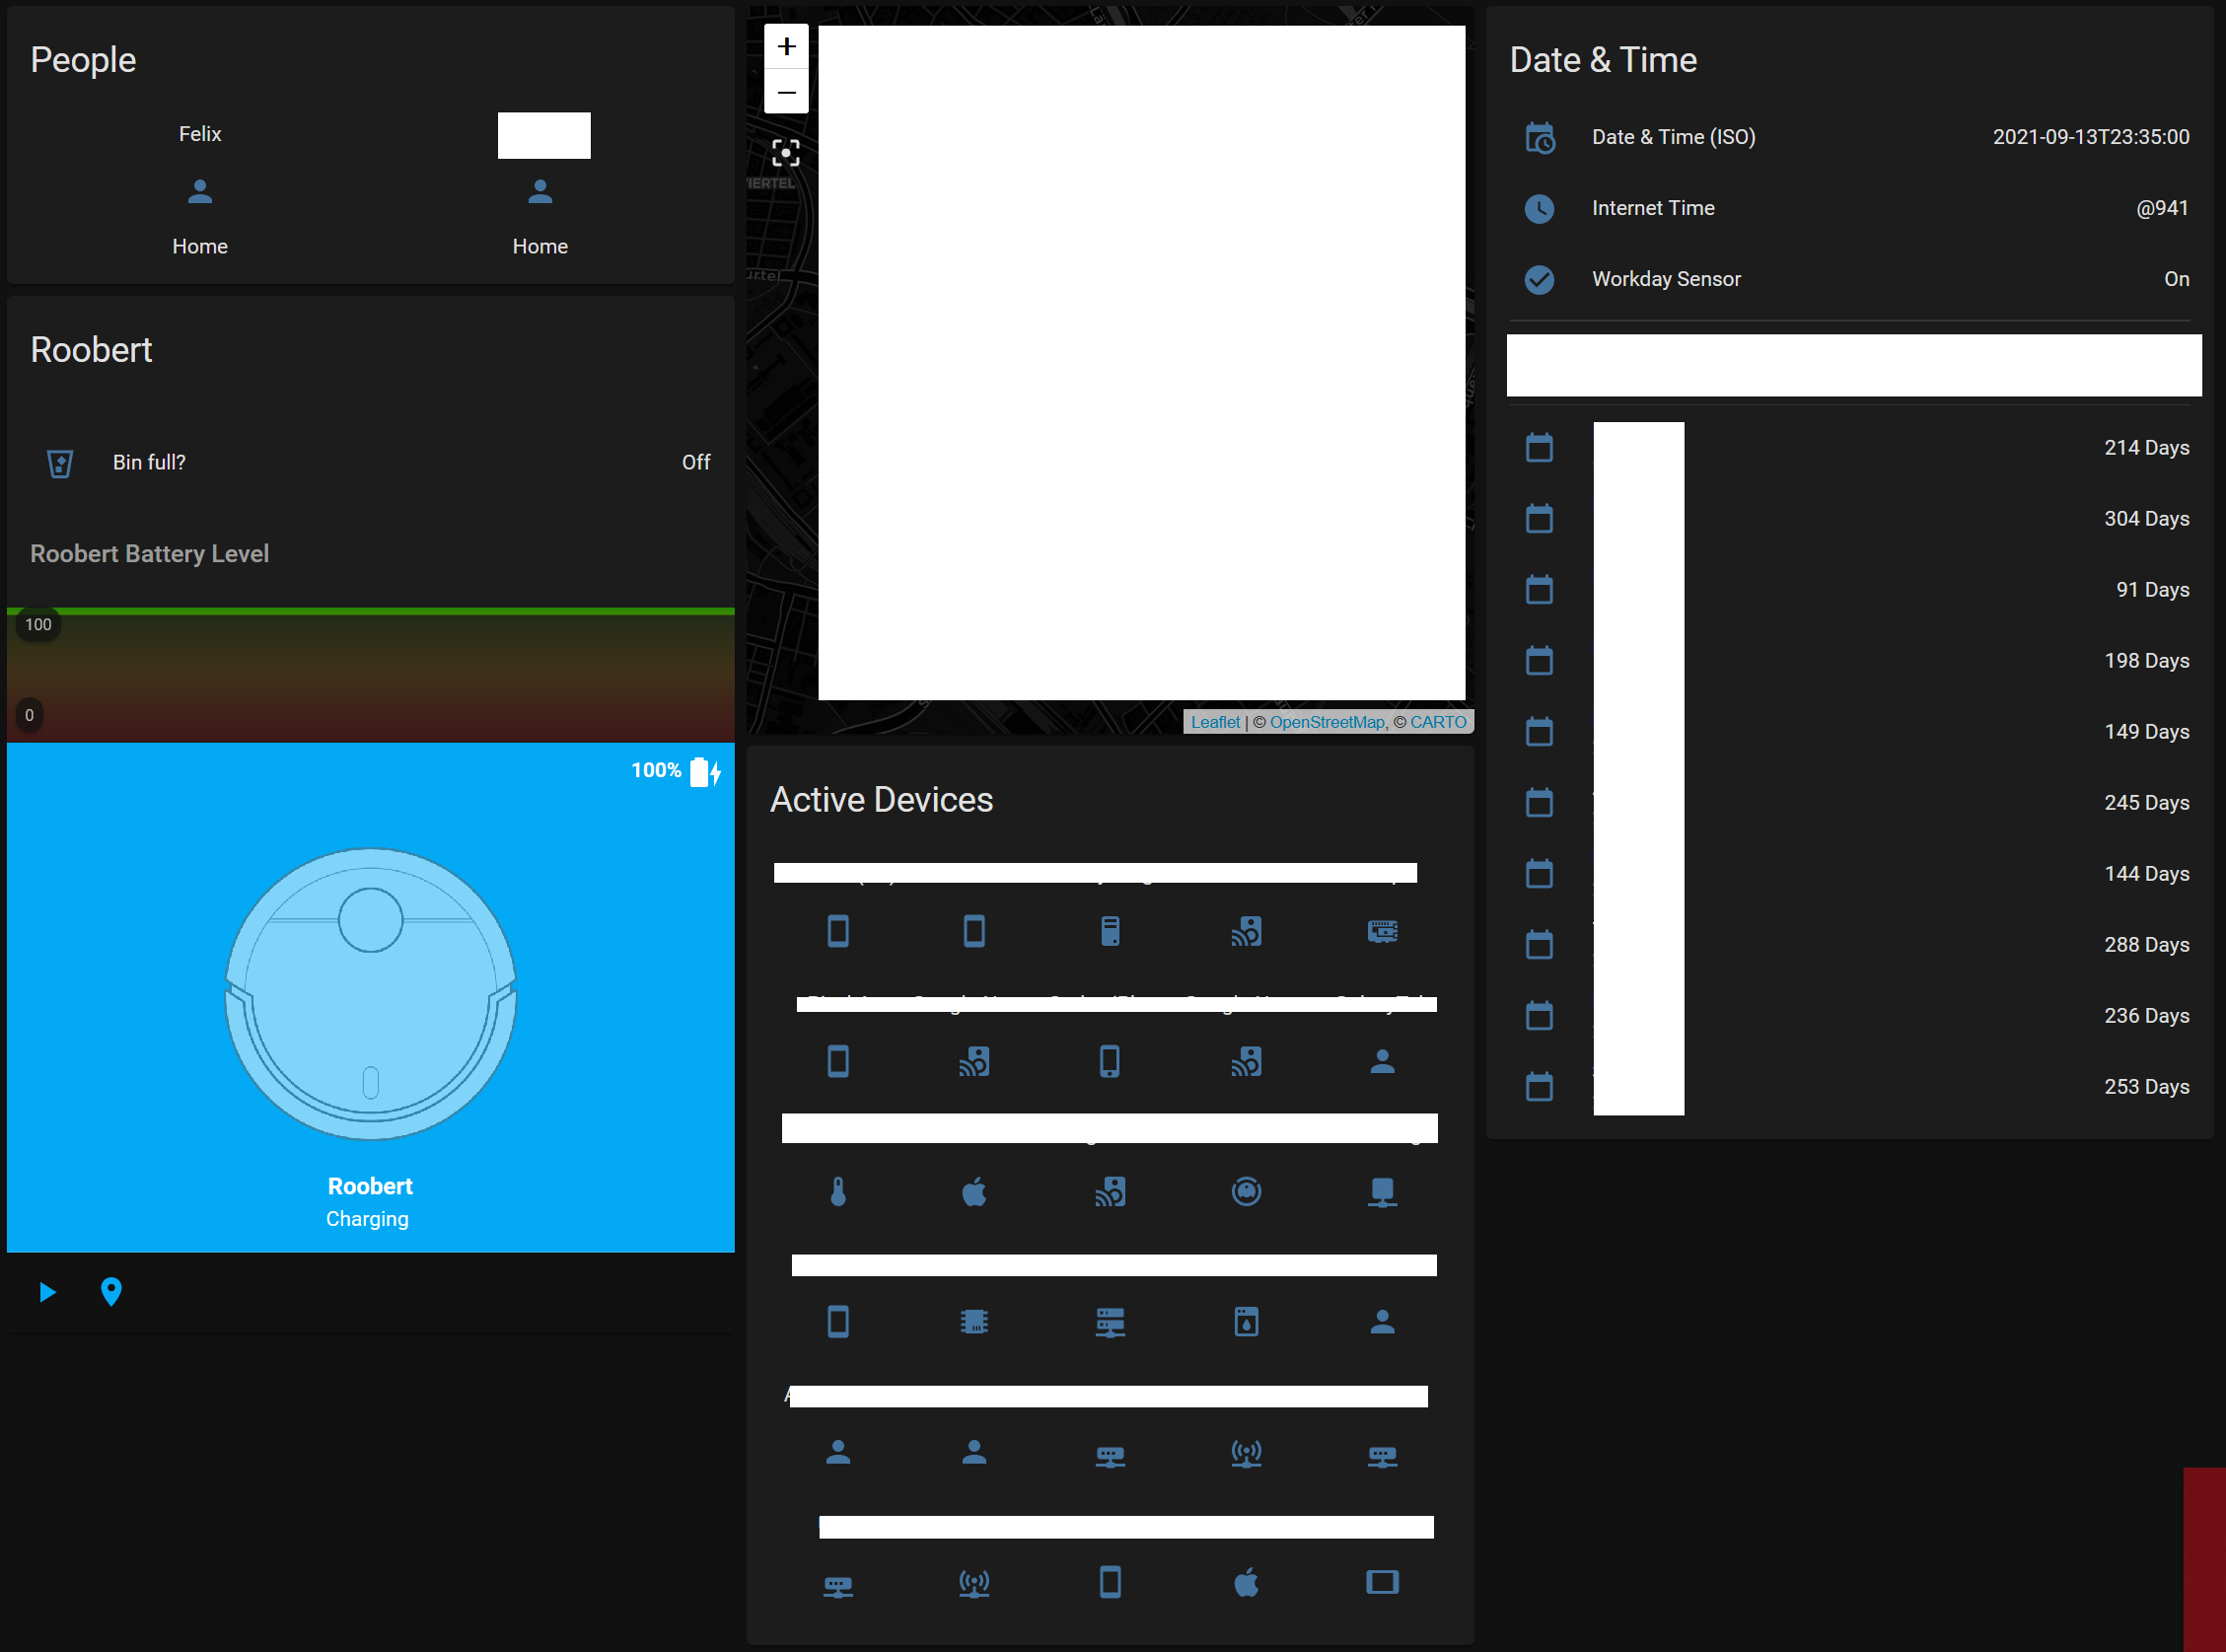 People
Felix
Home
Home
Roobert
Bin full?
Off
Roobert Battery Level
100
0
100%
Roobert
Charging
+
−
VIERTEL
urtel
Leaflet | © OpenStreetMap, © CARTO
Active Devices
Date & Time
Date & Time (ISO)
2021-09-13T23:35:00
Internet Time
@941
Workday Sensor
On
214 Days
304 Days
91 Days
198 Days
149 Days
245 Days
144 Days
288 Days
236 Days
253 Days